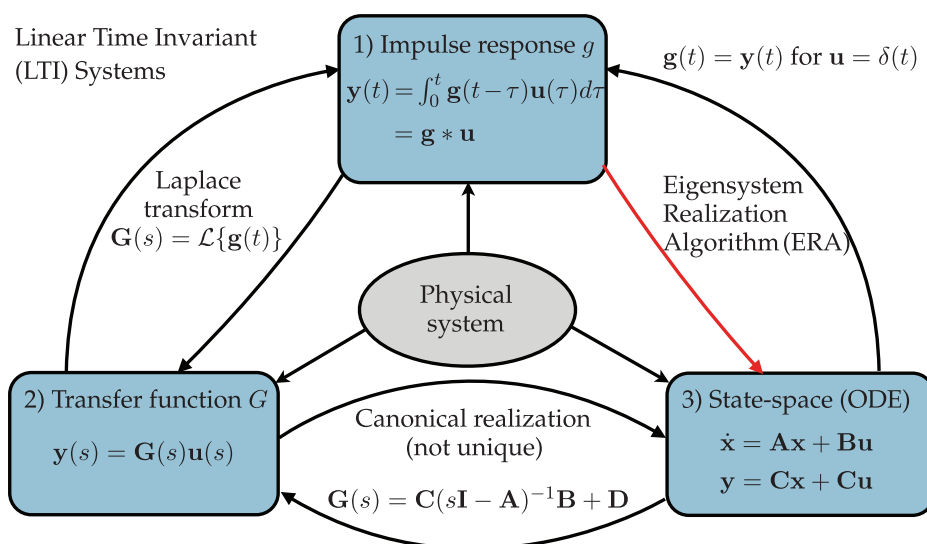 Linear Time Invariant
(LTI) Systems
1) Impulse response g
y(t) = ∫₀ᵗ g(t−τ)u(τ)dτ
= g ∗ u
g(t) = y(t) for u = δ(t)
Laplace
transform
G(s) = ℒ{g(t)}
Eigensystem
Realization
Algorithm (ERA)
Physical
system
2) Transfer function G
y(s) = G(s)u(s)
Canonical realization
(not unique)
G(s) = C(sI − A)⁻¹B + D
3) State-space (ODE)
ẋ = Ax + Bu
y = Cx + Cu